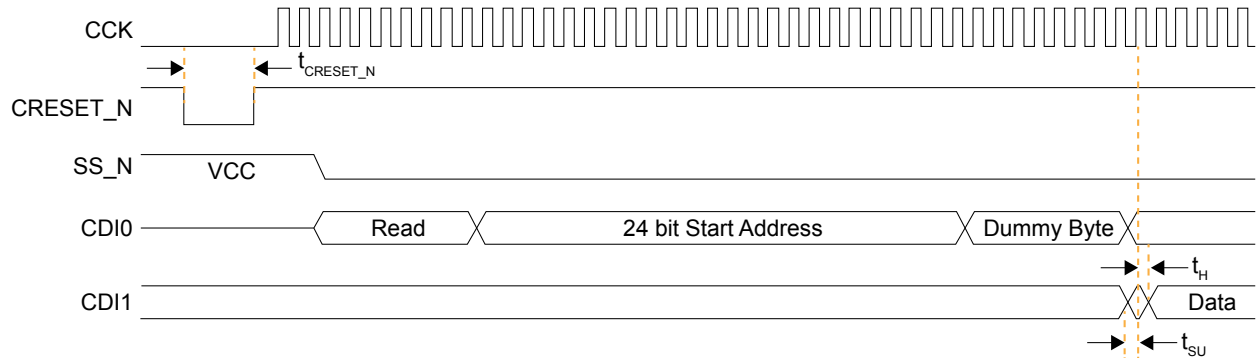 CCK
tCRESET_N
CRESET_N
SS_N
VCC
CDI0
Read
24 bit Start Address
Dummy Byte
tH
CDI1
Data
tSU